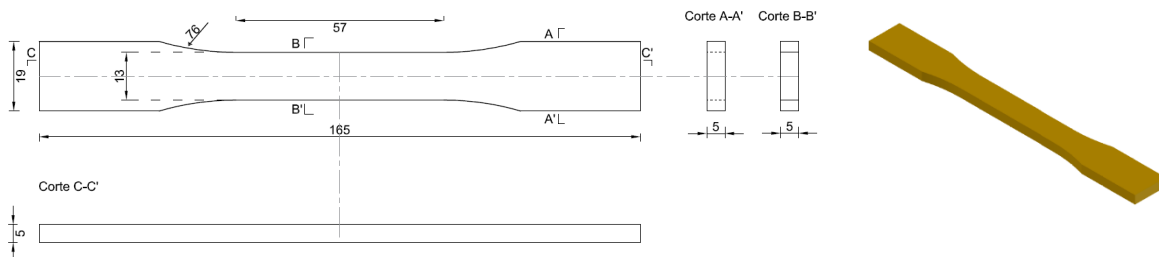 57
76
A
B
C
C'
19
13
B'
A'
165
Corte A-A'
Corte B-B'
5
5
Corte C-C'
5